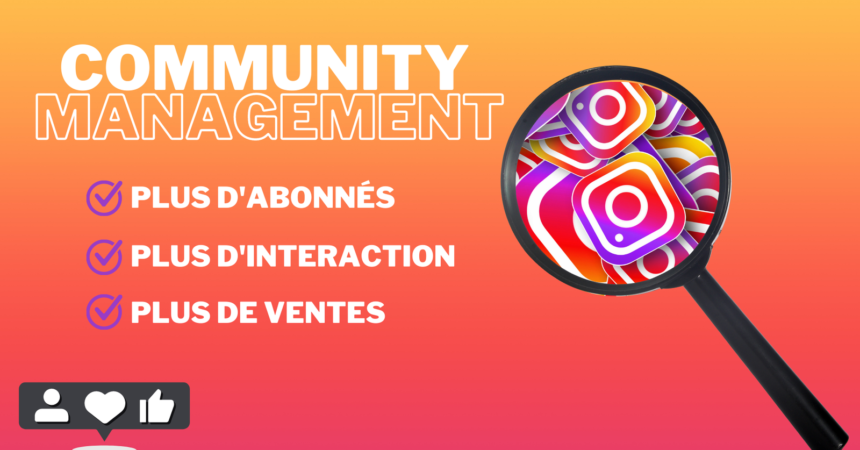 COMMUNITY
MANAGEMENT
PLUS D'ABONNÉS
PLUS D'INTERACTION
PLUS DE VENTES